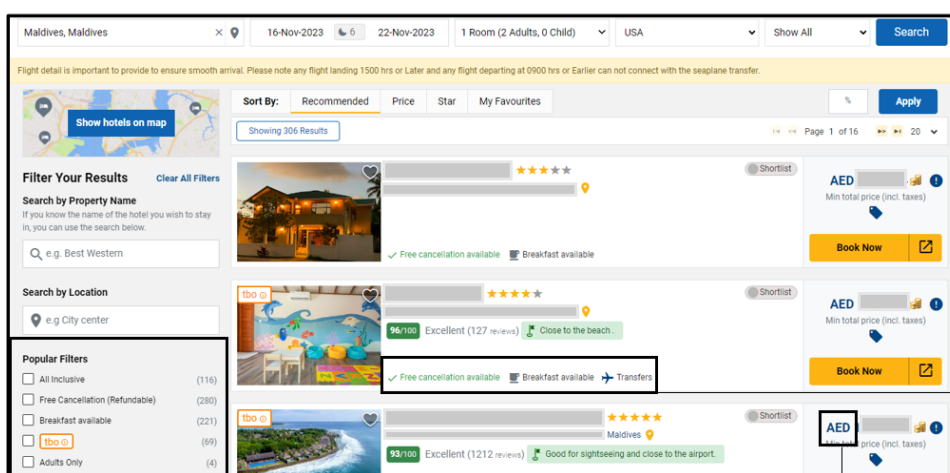 Maldives, Maldives
16-Nov-2023 6 22-Nov-2023
1 Room (2 Adults, 0 Child)
USA
Show All
Search
Flight detail is important to provide to ensure smooth arrival. Please note any flight landing 1500 hrs or Later and any flight departing at 0900 hrs or Earlier can not connect with the seaplane transfer.
Show hotels on map
Sort By: Recommended Price Star My Favourites
%
Apply
Showing 306 Results
Page 1 of 16
20
Filter Your Results
Clear All Filters
Search by Property Name
If you know the name of the hotel you wish to stay
in, you can use the search below.
e.g. Best Western
Search by Location
e.g City center
Popular Filters
All Inclusive (116)
Free Cancellation (Refundable) (280)
Breakfast available (221)
tbo (69)
Adults Only (4)
Shortlist
Free cancellation available Breakfast available
AED
Min total price (incl. taxes)
Book Now
tbo
Shortlist
96/100 Excellent (127 reviews) Close to the beach .
Free cancellation available Breakfast available Transfers
AED
Min total price (incl. taxes)
Book Now
tbo
Shortlist
Maldives
93/100 Excellent (1212 reviews) Good for sightseeing and close to the airport.
AED
Min total price (incl. taxes)